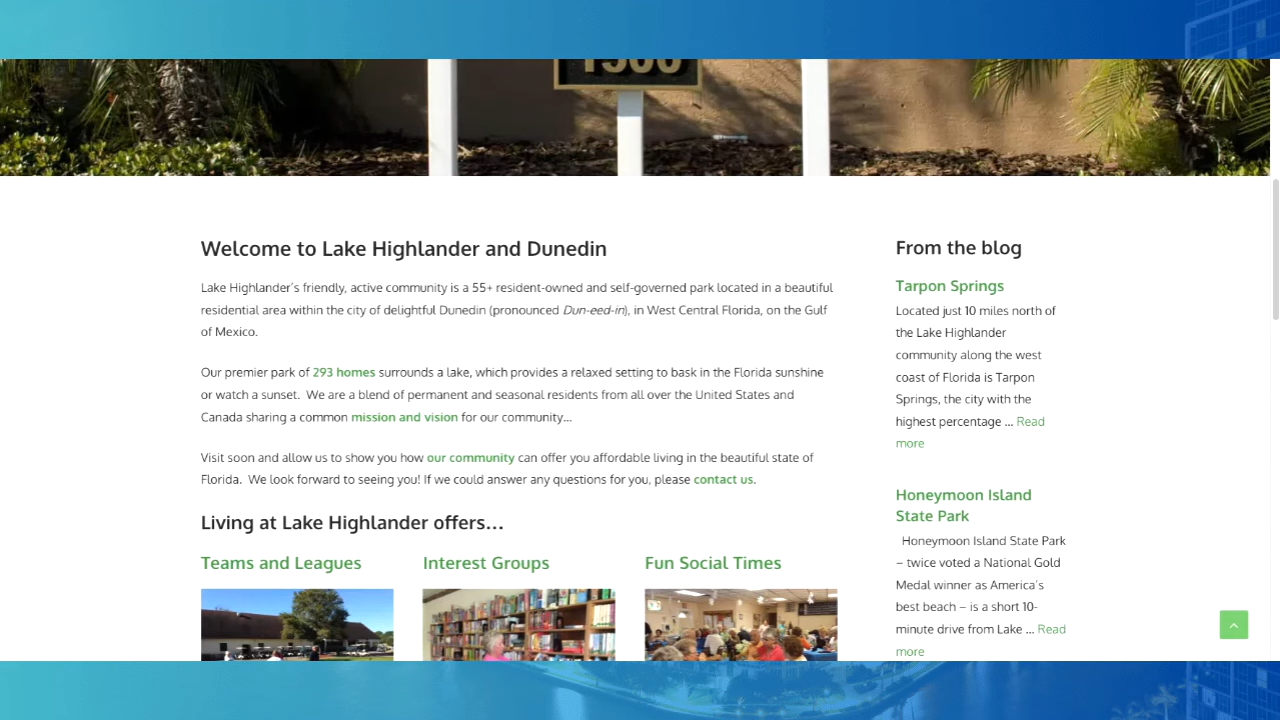 1500
Welcome to Lake Highlander and Dunedin
Lake Highlander's friendly, active community is a 55+ resident-owned and self-governed park located in a beautiful
residential area within the city of delightful Dunedin (pronounced Dun-eed-in), in West Central Florida, on the Gulf
of Mexico.
Our premier park of 293 homes surrounds a lake, which provides a relaxed setting to bask in the Florida sunshine
or watch a sunset. We are a blend of permanent and seasonal residents from all over the United States and
Canada sharing a common mission and vision for our community...
Visit soon and allow us to show you how our community can offer you affordable living in the beautiful state of
Florida. We look forward to seeing you! If we could answer any questions for you, please contact us.
Living at Lake Highlander offers...
Teams and Leagues
Interest Groups
Fun Social Times
From the blog
Tarpon Springs
Located just 10 miles north of
the Lake Highlander
community along the west
coast of Florida is Tarpon
Springs, the city with the
highest percentage ... Read
more
Honeymoon Island
State Park
Honeymoon Island State Park
– twice voted a National Gold
Medal winner as America's
best beach – is a short 10-
minute drive from Lake ... Read
more